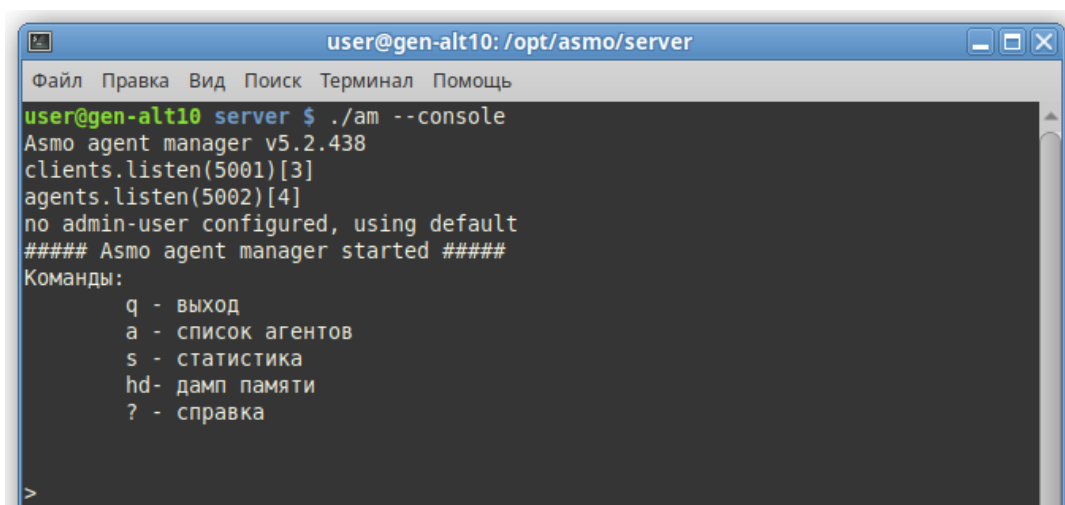 user@gen-alt10: /opt/asmo/server
Файл Правка Вид Поиск Терминал Помощь
user@gen-alt10 server $ ./am --console
Asmo agent manager v5.2.438
clients.listen(5001)[3]
agents.listen(5002)[4]
no admin-user configured, using default
##### Asmo agent manager started #####
Команды:
q - выход
a - список агентов
s - статистика
hd- дамп памяти
? - справка
>